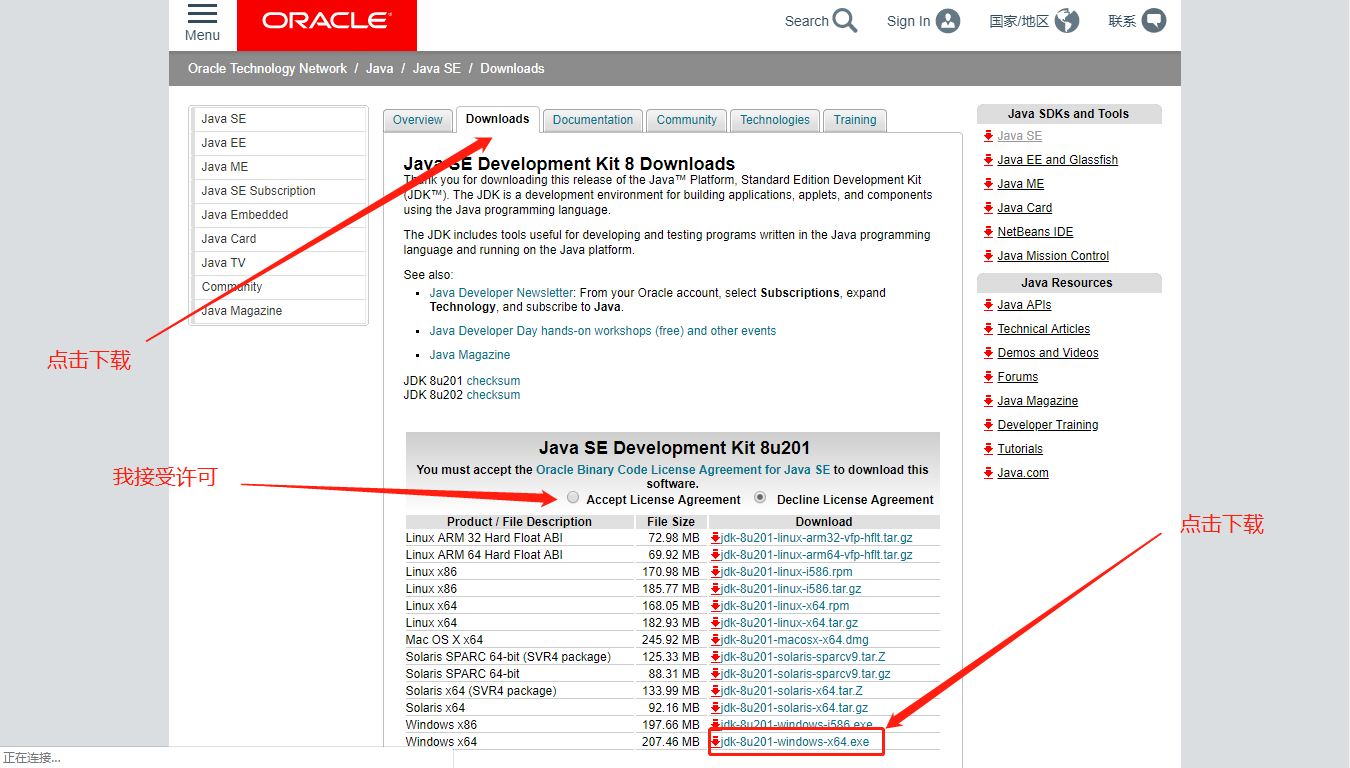 Menu
ORACLE
Search
Sign In
国家/地区
联系
Oracle Technology Network / Java / Java SE / Downloads
Java SE
Java EE
Java ME
Java SE Subscription
Java Embedded
Java Card
Java TV
Community
Java Magazine
点击下载
我接受许可
Overview
Downloads
Documentation
Community
Technologies
Training
Java SE Development Kit 8 Downloads
Thank you for downloading this release of the Java™ Platform, Standard Edition Development Kit
(JDK™). The JDK is a development environment for building applications, applets, and components
using the Java programming language.
The JDK includes tools useful for developing and testing programs written in the Java programming
language and running on the Java platform.
See also:
Java Developer Newsletter: From your Oracle account, select Subscriptions, expand
Technology, and subscribe to Java.
Java Developer Day hands-on workshops (free) and other events
Java Magazine
JDK 8u201 checksum
JDK 8u202 checksum
Java SE Development Kit 8u201
You must accept the Oracle Binary Code License Agreement for Java SE to download this
software.
Accept License Agreement Decline License Agreement
Product / File Description File Size Download
Linux ARM 32 Hard Float ABI 72.98 MB jdk-8u201-linux-arm32-vfp-hflt.tar.gz
Linux ARM 64 Hard Float ABI 69.92 MB jdk-8u201-linux-arm64-vfp-hflt.tar.gz
Linux x86 170.98 MB jdk-8u201-linux-i586.rpm
Linux x86 185.77 MB jdk-8u201-linux-i586.tar.gz
Linux x64 168.05 MB jdk-8u201-linux-x64.rpm
Linux x64 182.93 MB jdk-8u201-linux-x64.tar.gz
Mac OS X x64 245.92 MB jdk-8u201-macosx-x64.dmg
Solaris SPARC 64-bit (SVR4 package) 125.33 MB jdk-8u201-solaris-sparcv9.tar.Z
Solaris SPARC 64-bit 88.31 MB jdk-8u201-solaris-sparcv9.tar.gz
Solaris x64 (SVR4 package) 133.99 MB jdk-8u201-solaris-x64.tar.Z
Solaris x64 92.16 MB jdk-8u201-solaris-x64.tar.gz
Windows x86 197.66 MB jdk-8u201-windows-i586.exe
Windows x64 207.46 MB jdk-8u201-windows-x64.exe
Java SDKs and Tools
Java SE
Java EE and Glassfish
Java ME
Java Card
NetBeans IDE
Java Mission Control
Java Resources
Java APIs
Technical Articles
Demos and Videos
Forums
Java Magazine
Developer Training
Tutorials
Java.com
点击下载
正在连接...